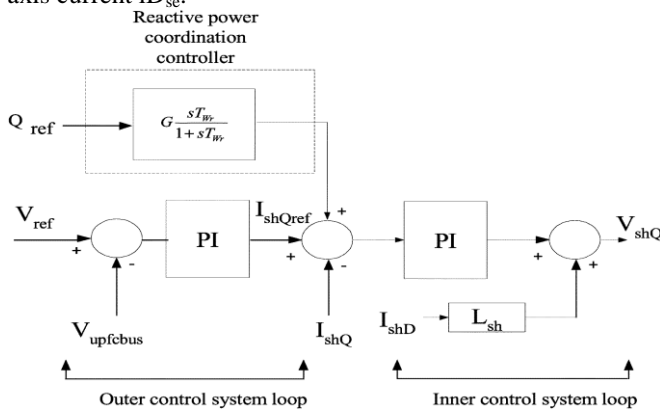 axis current iD_se.
Reactive power
coordination
controller
Q ref
G sT_Wr / 1 + sT_Wr
V_ref
+
-
PI
I_shQref
+
+
-
PI
+
+
V_shQ
V_upfcbus
I_shQ
I_shD
L_sh
Outer control system loop
Inner control system loop